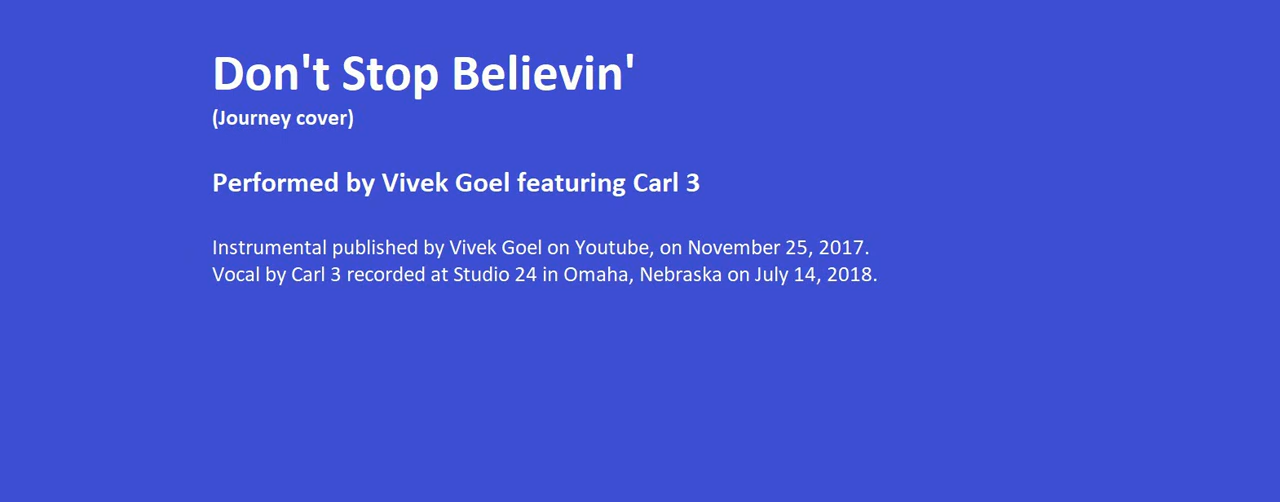 Don't Stop Believin'
(Journey cover)
Performed by Vivek Goel featuring Carl 3
Instrumental published by Vivek Goel on Youtube, on November 25, 2017.
Vocal by Carl 3 recorded at Studio 24 in Omaha, Nebraska on July 14, 2018.